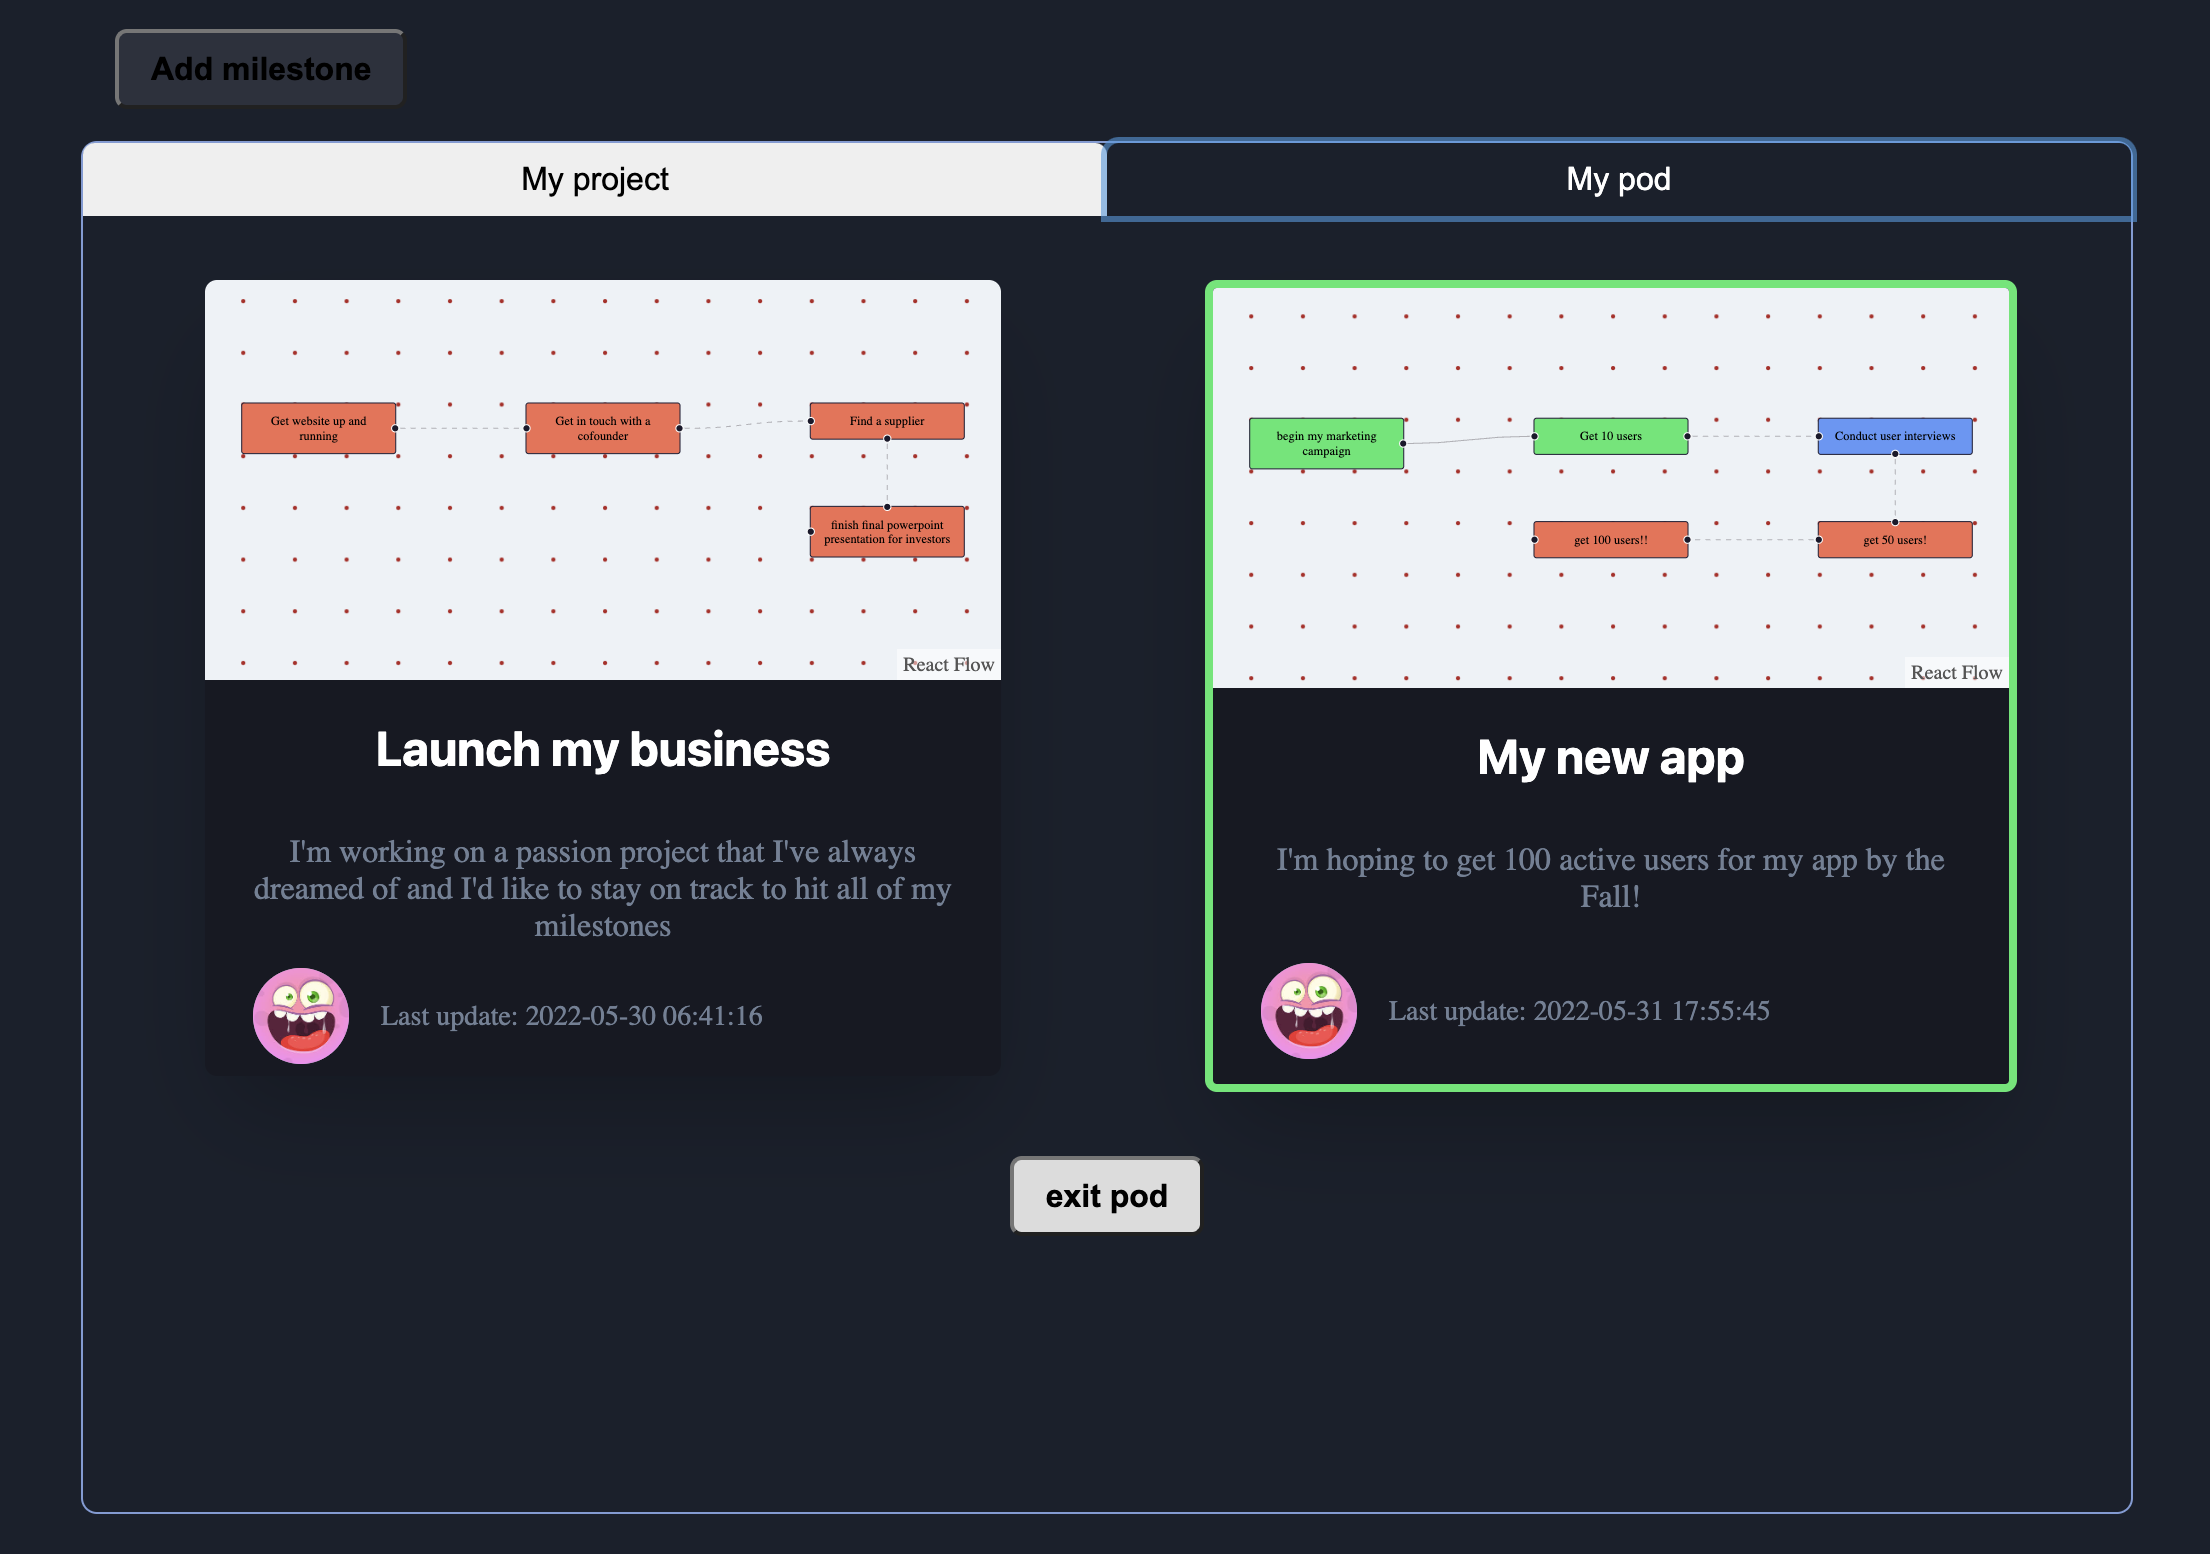 Add milestone
My project
My pod
Get website up and
running
Get in touch with a
cofounder
Find a supplier
finish final powerpoint
presentation for investors
React Flow
Launch my business
I'm working on a passion project that I've always
dreamed of and I'd like to stay on track to hit all of my
milestones
Last update: 2022-05-30 06:41:16
begin my marketing
campaign
Get 10 users
Conduct user interviews
get 100 users!!
get 50 users!
React Flow
My new app
I'm hoping to get 100 active users for my app by the
Fall!
Last update: 2022-05-31 17:55:45
exit pod